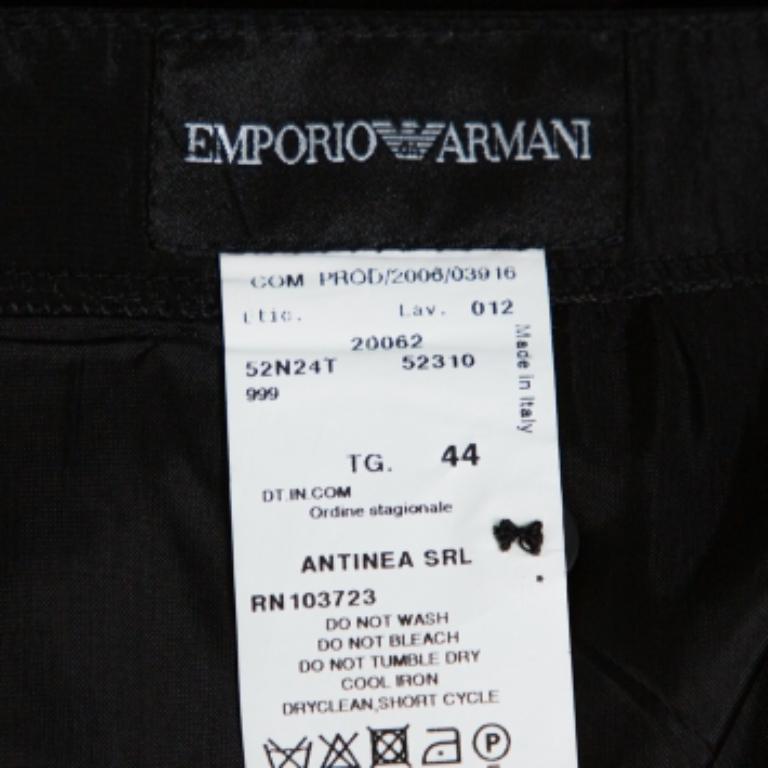 EMPORIO ARMANI
COM PROD/2006/03916
Lav. 012
20062
52N24T 52310
999
Made in Italy
TG. 44
DT.IN.COM
Ordine stagionale
ANTINEA SRL
RN103723
DO NOT WASH
DO NOT BLEACH
DO NOT TUMBLE DRY
COOL IRON
DRYCLEAN,SHORT CYCLE
P